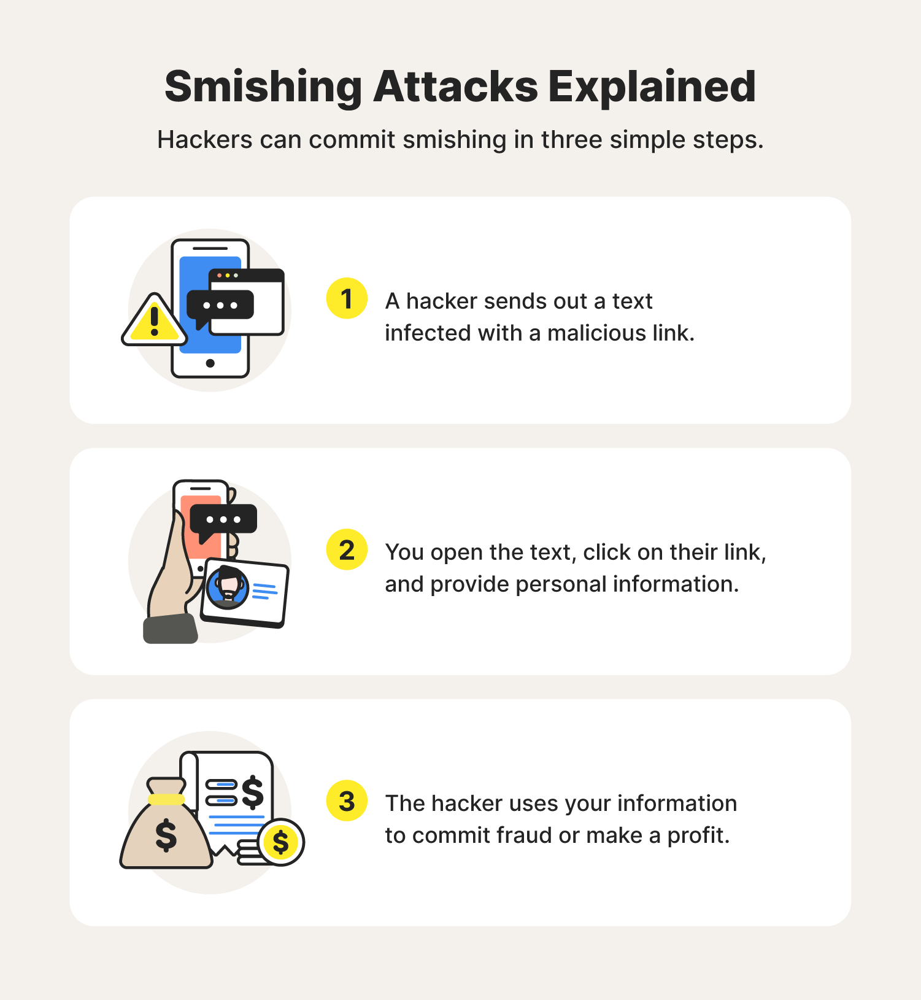 Smishing Attacks Explained
Hackers can commit smishing in three simple steps.
1
A hacker sends out a text
infected with a malicious link.
2
You open the text, click on their link,
and provide personal information.
$
$
$
3
The hacker uses your information
to commit fraud or make a profit.